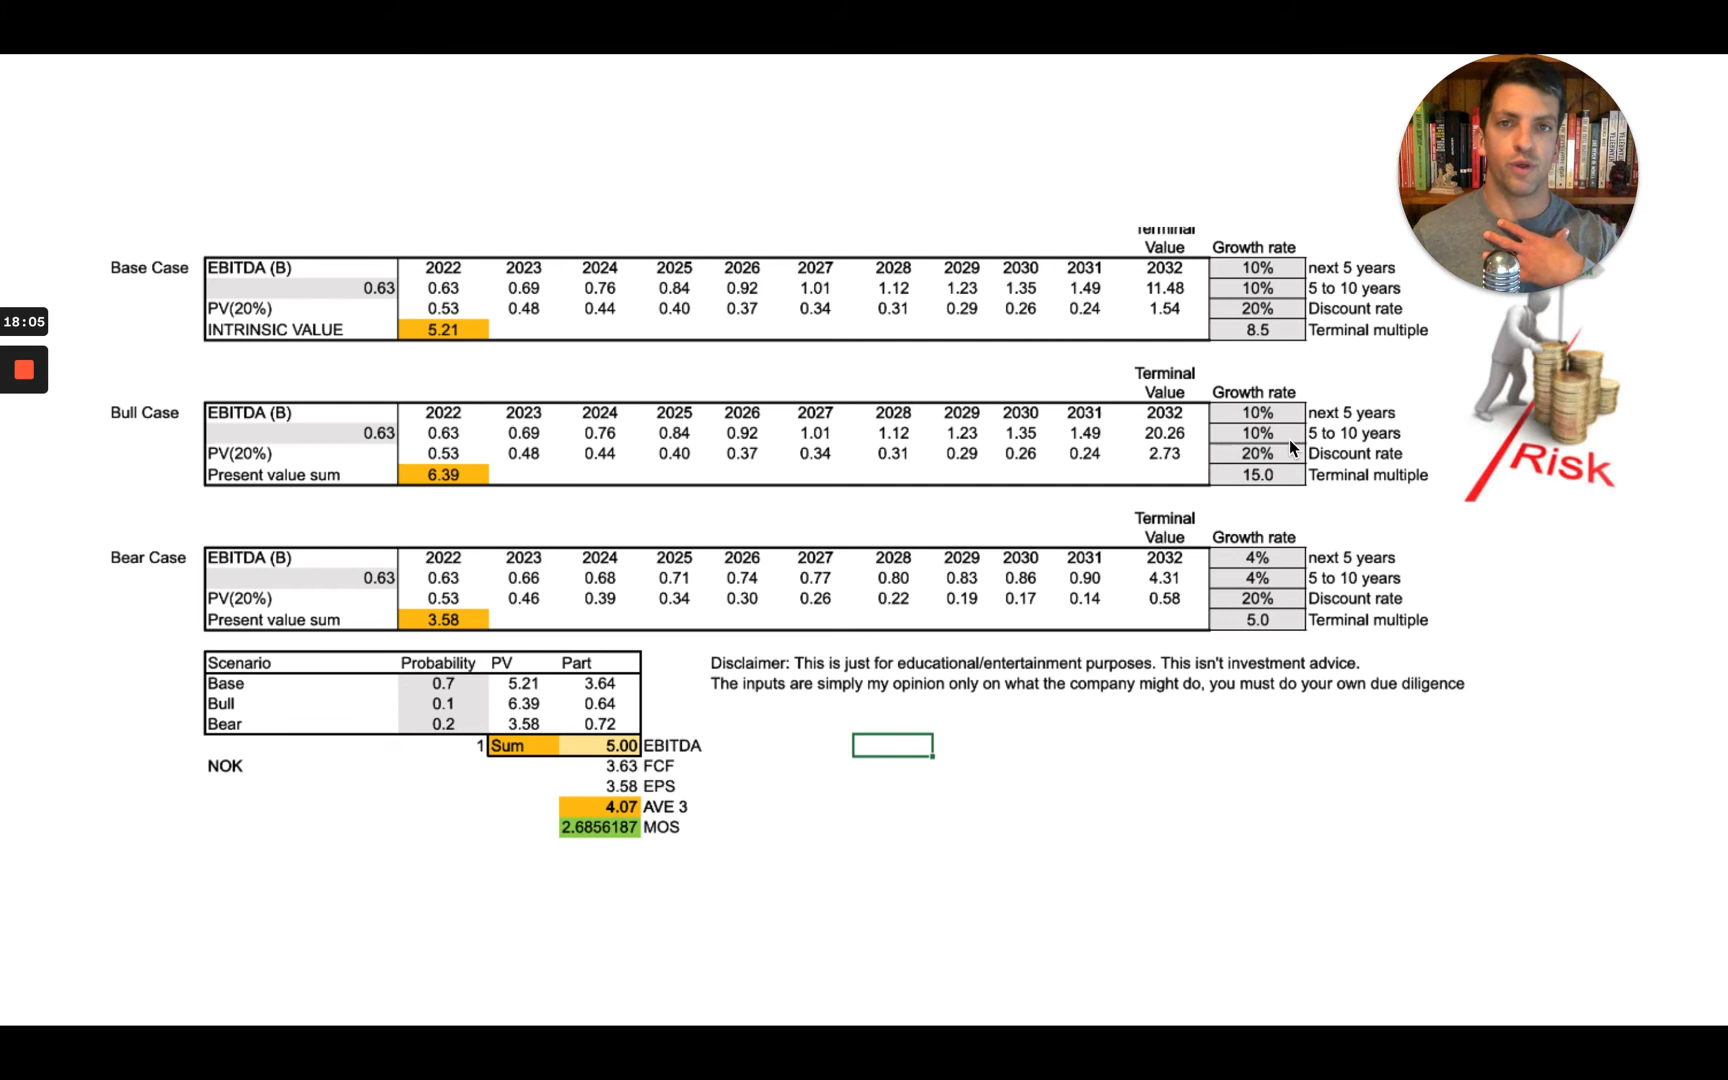 18:05
Terminal
Value Growth rate
Base Case EBITDA (B) 2022 2023 2024 2025 2026 2027 2028 2029 2030 2031 2032 10% next 5 years
0.63 0.63 0.69 0.76 0.84 0.92 1.01 1.12 1.23 1.35 1.49 11.48 10% 5 to 10 years
PV(20%) 0.53 0.48 0.44 0.40 0.37 0.34 0.31 0.29 0.26 0.24 1.54 20% Discount rate
INTRINSIC VALUE 5.21 8.5 Terminal multiple
Terminal
Value Growth rate
Bull Case EBITDA (B) 2022 2023 2024 2025 2026 2027 2028 2029 2030 2031 2032 10% next 5 years
0.63 0.63 0.69 0.76 0.84 0.92 1.01 1.12 1.23 1.35 1.49 20.26 10% 5 to 10 years
PV(20%) 0.53 0.48 0.44 0.40 0.37 0.34 0.31 0.29 0.26 0.24 2.73 20% Discount rate
Present value sum 6.39 15.0 Terminal multiple
Risk
Terminal
Value Growth rate
Bear Case EBITDA (B) 2022 2023 2024 2025 2026 2027 2028 2029 2030 2031 2032 4% next 5 years
0.63 0.63 0.66 0.68 0.71 0.74 0.77 0.80 0.83 0.86 0.90 4.31 4% 5 to 10 years
PV(20%) 0.53 0.46 0.39 0.34 0.30 0.26 0.22 0.19 0.17 0.14 0.58 20% Discount rate
Present value sum 3.58 5.0 Terminal multiple
Scenario Probability PV Part
Base 0.7 5.21 3.64
Bull 0.1 6.39 0.64
Bear 0.2 3.58 0.72
1 Sum 5.00 EBITDA
NOK 3.63 FCF
3.58 EPS
4.07 AVE 3
2.6856187 MOS
Disclaimer: This is just for educational/entertainment purposes. This isn't investment advice.
The inputs are simply my opinion only on what the company might do, you must do your own due diligence